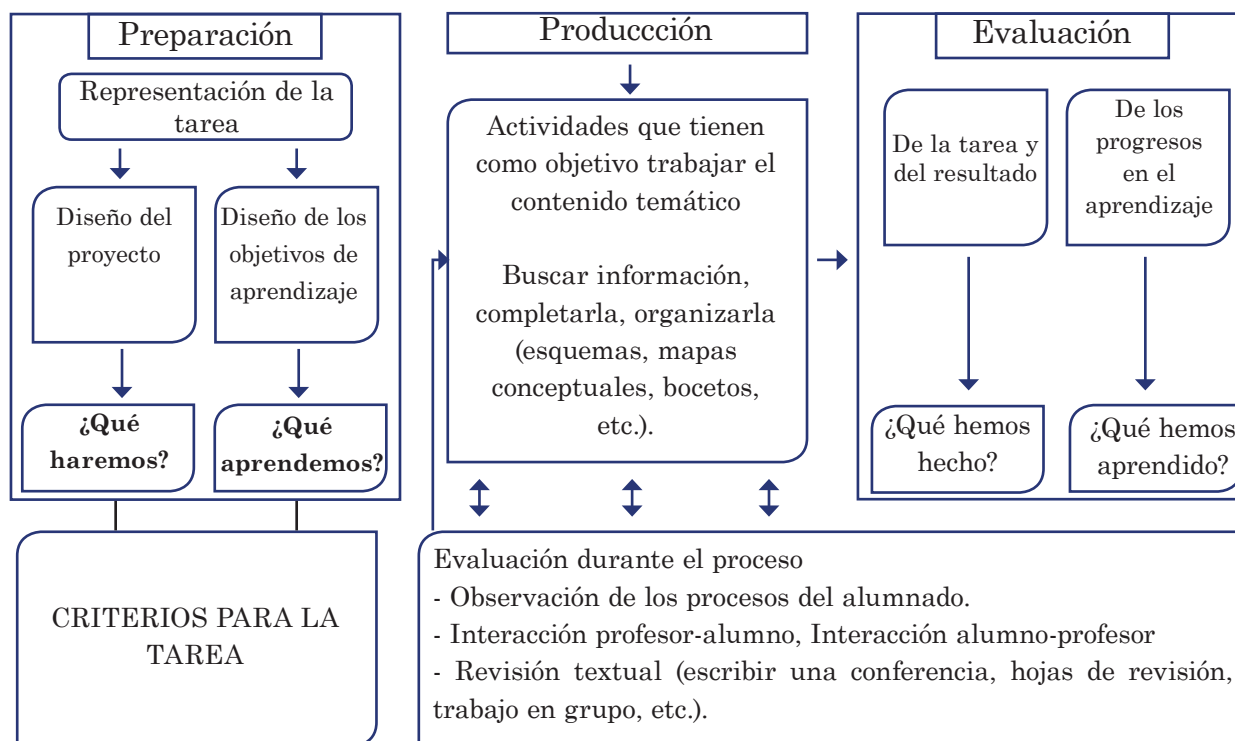 Preparación
Representación de la
tarea
Diseño del
proyecto
Diseño de los
objetivos de
aprendizaje
¿Qué
haremos?
¿Qué
aprendemos?
CRITERIOS PARA LA
TAREA
Produccción
Actividades que tienen
como objetivo trabajar el
contenido temático
Buscar información,
completarla, organizarla
(esquemas, mapas
conceptuales, bocetos,
etc.).
Evaluación durante el proceso
- Observación de los procesos del alumnado.
- Interacción profesor-alumno, Interacción alumno-profesor
- Revisión textual (escribir una conferencia, hojas de revisión,
trabajo en grupo, etc.).
Evaluación
De la tarea y
del resultado
De los
progresos
en el
aprendizaje
¿Qué hemos
hecho?
¿Qué hemos
aprendido?